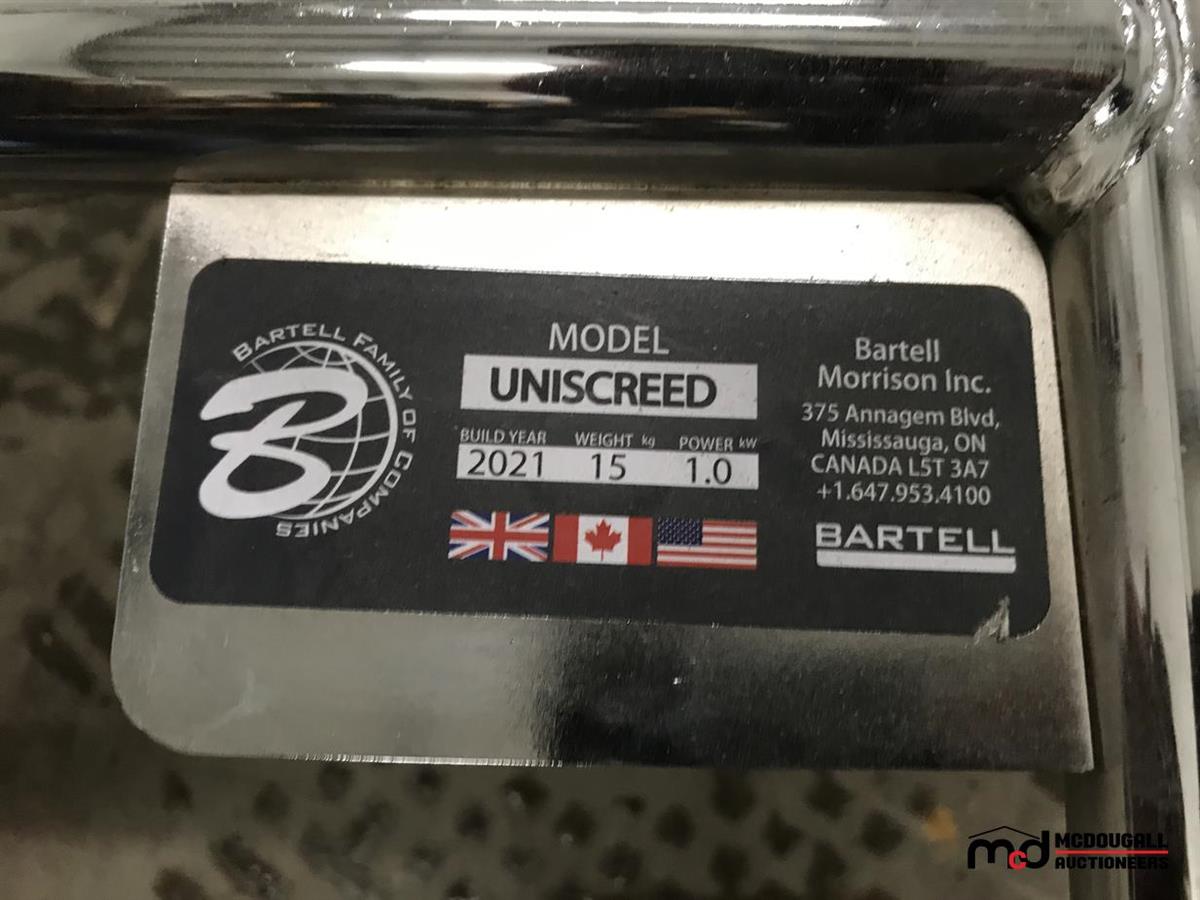 BARTELL FAMILY OF COMPANIES
B
MODEL
UNISCREED
BUILD YEAR WEIGHT kg POWER kW
2021 15 1.0
Bartell
Morrison Inc.
375 Annagem Blvd,
Mississauga, ON
CANADA L5T 3A7
+1.647.953.4100
BARTELL
mcd
MCDOUGALL
AUCTIONEERS